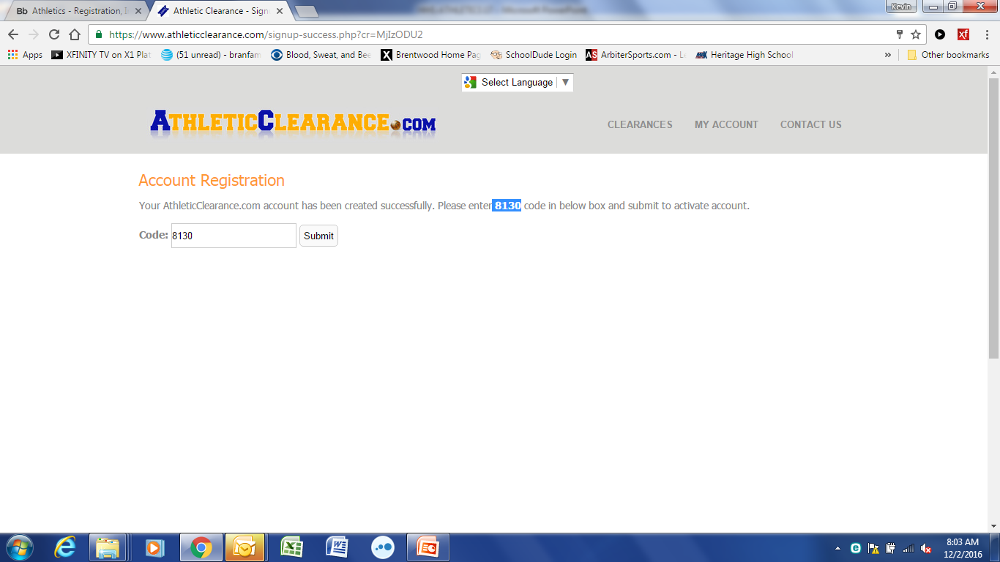 Bb Athletics - Registration, I
Athletic Clearance - Sign
Kevin
https://www.athleticclearance.com/signup-success.php?cr=MjIzODU2
Apps
XFINITY TV on X1 Plat
(51 unread) - branfam
Blood, Sweat, and Bee
Brentwood Home Pag
SchoolDude Login
AS ArbiterSports.com - L
Heritage High School
»
Other bookmarks
Select Language ▼
ATHLETICCLEARANCE.COM
CLEARANCES MY ACCOUNT CONTACT US
Account Registration
Your AthleticClearance.com account has been created successfully. Please enter 8130 code in below box and submit to activate account.
Code: 8130 Submit
8:03 AM
12/2/2016